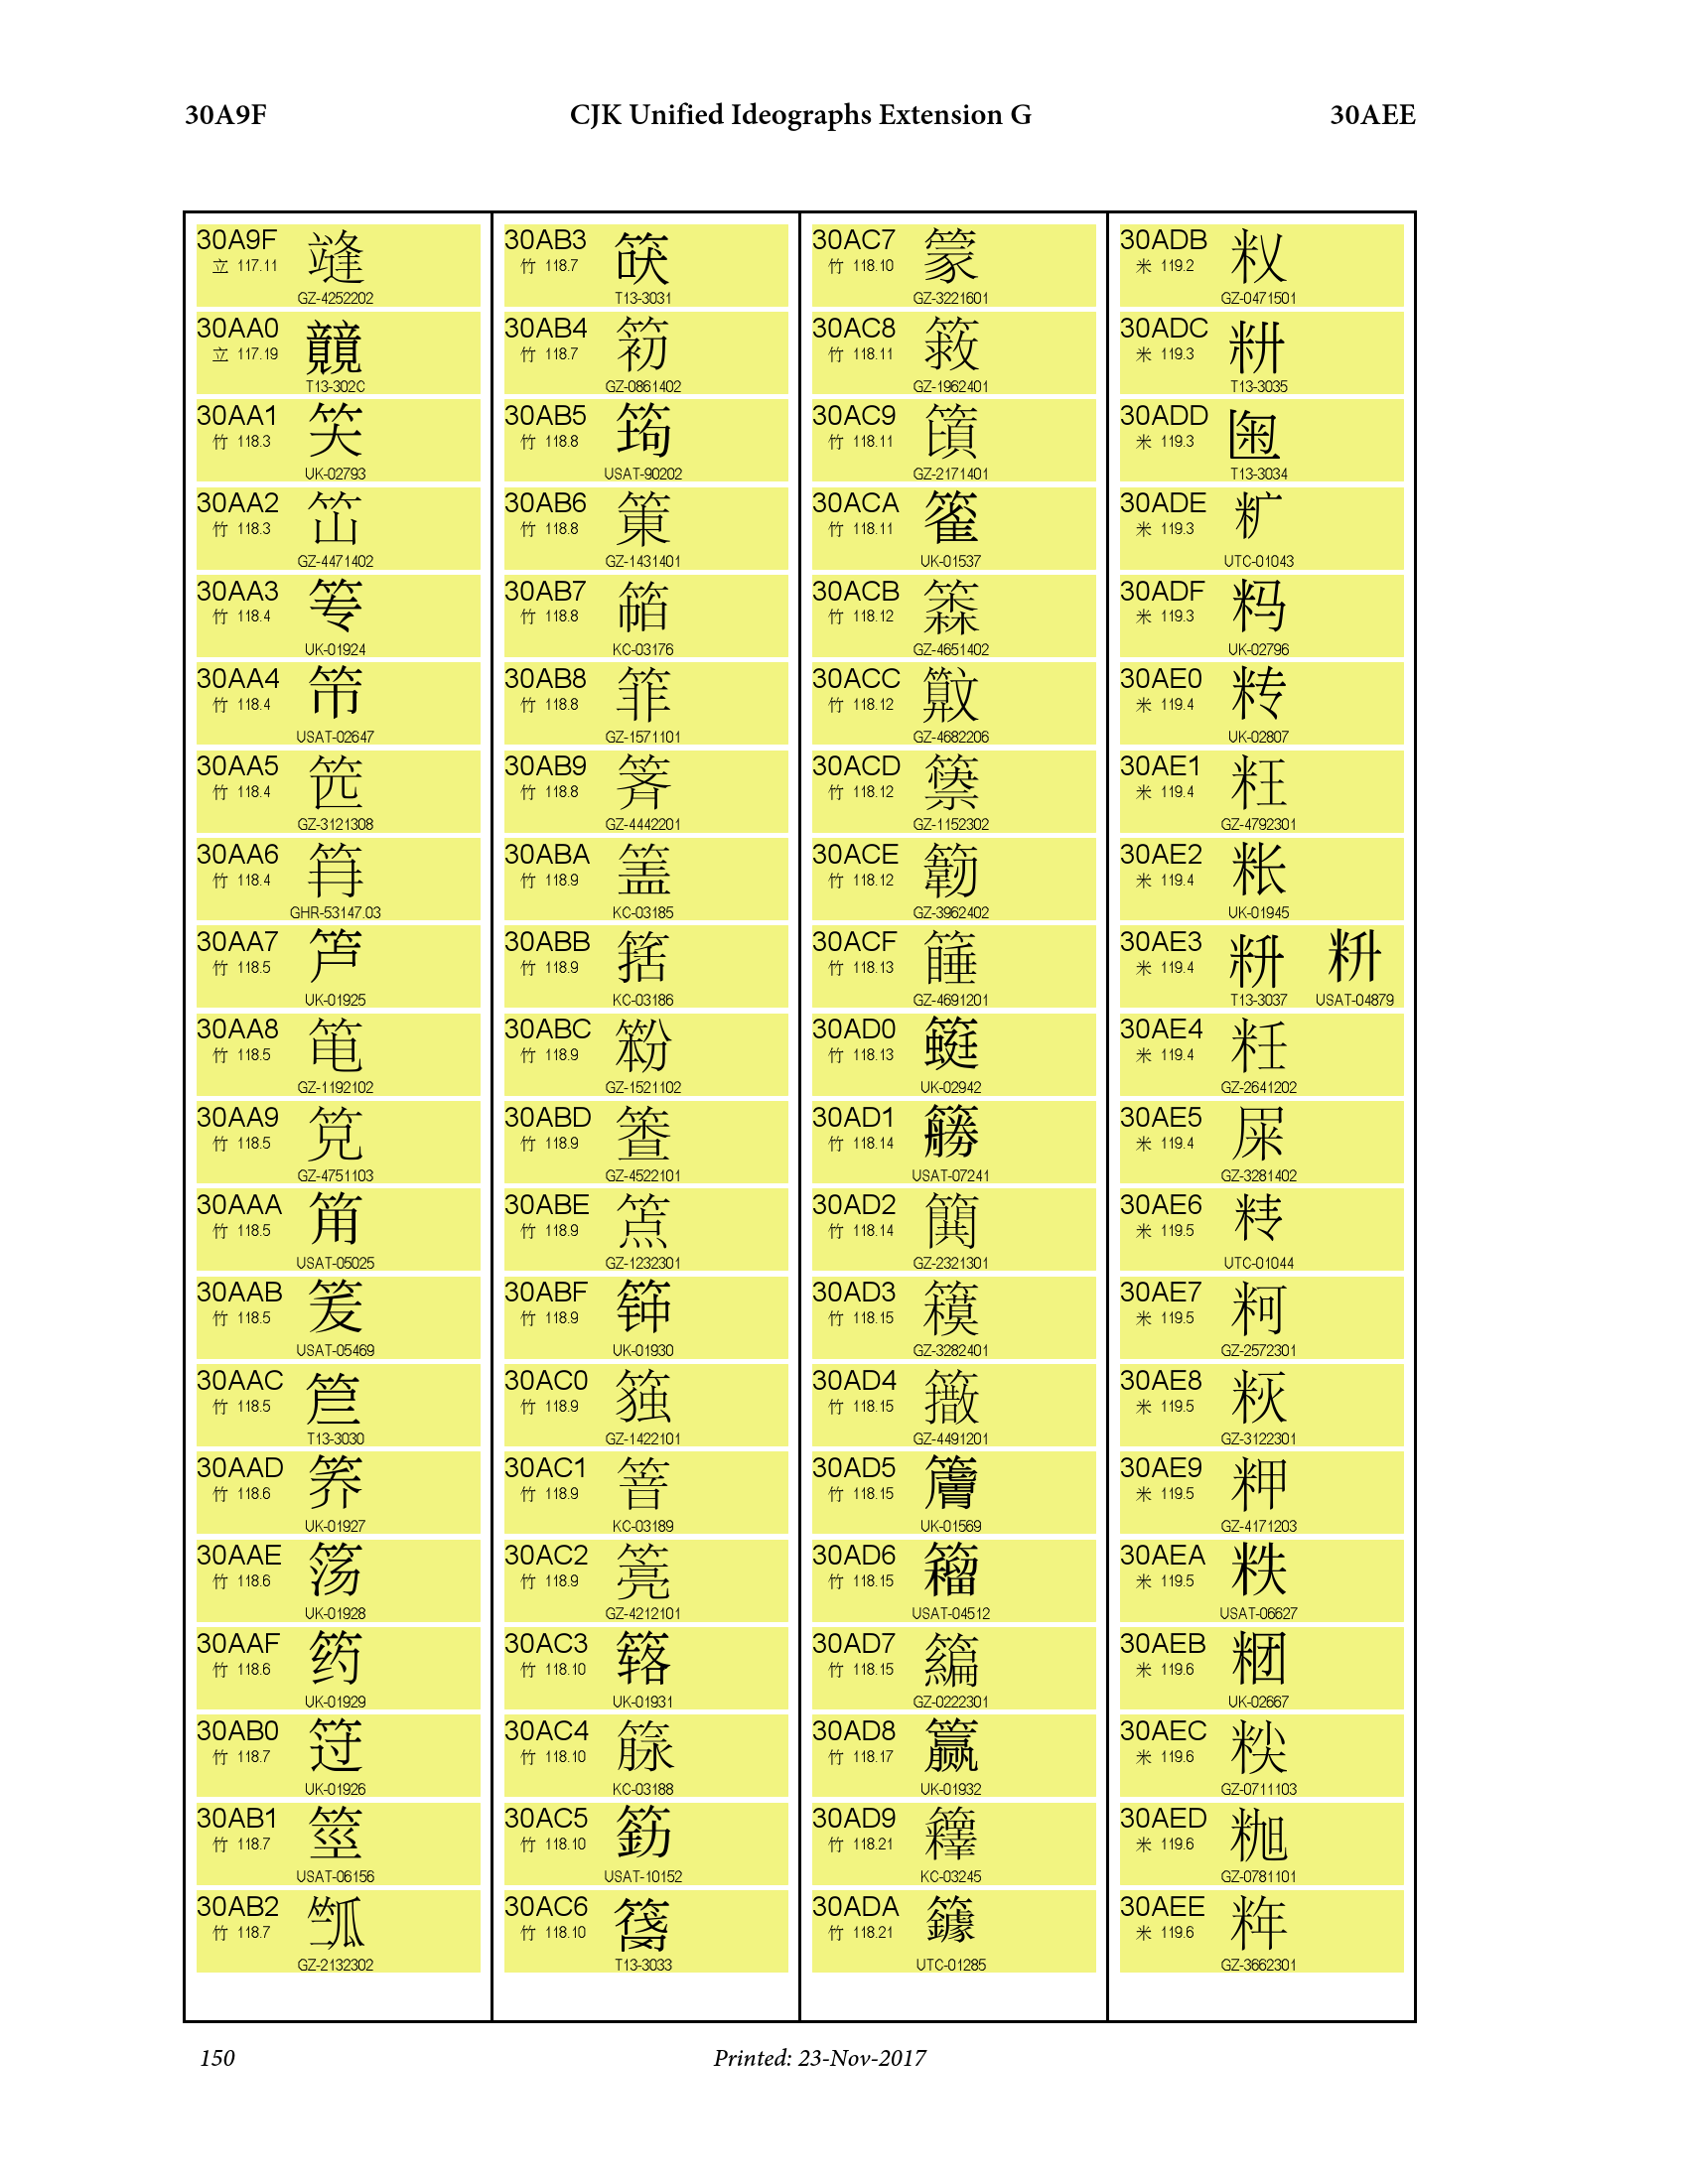 30A9F CJK Unified Ideographs Extension G 30AEE
30A9F
立 117.11
GZ-4252202
30AA0
立 117.19
T13-302C
30AA1
竹 118.3
UK-02793
30AA2
竹 118.3
GZ-4471402
30AA3
竹 118.4
UK-01924
30AA4
竹 118.4
USAT-02647
30AA5
竹 118.4
GZ-3121308
30AA6
竹 118.4
GHR-53147.03
30AA7
竹 118.5
UK-01925
30AA8
竹 118.5
GZ-1192102
30AA9
竹 118.5
GZ-4751103
30AAA
竹 118.5
USAT-05025
30AAB
竹 118.5
USAT-05469
30AAC
竹 118.5
T13-3030
30AAD
竹 118.6
UK-01927
30AAE
竹 118.6
UK-01928
30AAF
竹 118.6
UK-01929
30AB0
竹 118.7
UK-01926
30AB1
竹 118.7
USAT-06156
30AB2
竹 118.7
GZ-2132302
30AB3
竹 118.7
T13-3031
30AB4
竹 118.7
GZ-0861402
30AB5
竹 118.8
USAT-90202
30AB6
竹 118.8
GZ-1431401
30AB7
竹 118.8
KC-03176
30AB8
竹 118.8
GZ-1571101
30AB9
竹 118.8
GZ-4442201
30ABA
竹 118.9
KC-03185
30ABB
竹 118.9
KC-03186
30ABC
竹 118.9
GZ-1521102
30ABD
竹 118.9
GZ-4522101
30ABE
竹 118.9
GZ-1232301
30ABF
竹 118.9
UK-01930
30AC0
竹 118.9
GZ-1422101
30AC1
竹 118.9
KC-03189
30AC2
竹 118.9
GZ-4212101
30AC3
竹 118.10
UK-01931
30AC4
竹 118.10
KC-03188
30AC5
竹 118.10
USAT-10152
30AC6
竹 118.10
T13-3033
30AC7
竹 118.10
GZ-3221601
30AC8
竹 118.11
GZ-1962401
30AC9
竹 118.11
GZ-2171401
30ACA
竹 118.11
UK-01537
30ACB
竹 118.12
GZ-4651402
30ACC
竹 118.12
GZ-4682206
30ACD
竹 118.12
GZ-1152302
30ACE
竹 118.12
GZ-3962402
30ACF
竹 118.13
GZ-4691201
30AD0
竹 118.13
UK-02942
30AD1
竹 118.14
USAT-07241
30AD2
竹 118.14
GZ-2321301
30AD3
竹 118.15
GZ-3282401
30AD4
竹 118.15
GZ-4491201
30AD5
竹 118.15
UK-01569
30AD6
竹 118.15
USAT-04512
30AD7
竹 118.15
GZ-0222301
30AD8
竹 118.17
UK-01932
30AD9
竹 118.21
KC-03245
30ADA
竹 118.21
UTC-01285
30ADB
米 119.2
GZ-0471501
30ADC
米 119.3
T13-3035
30ADD
米 119.3
T13-3034
30ADE
米 119.3
UTC-01043
30ADF
米 119.3
UK-02796
30AE0
米 119.4
UK-02807
30AE1
米 119.4
GZ-4792301
30AE2
米 119.4
UK-01945
30AE3
米 119.4
T13-3037 USAT-04879
30AE4
米 119.4
GZ-2641202
30AE5
米 119.4
GZ-3281402
30AE6
米 119.5
UTC-01044
30AE7
米 119.5
GZ-2572301
30AE8
米 119.5
GZ-3122301
30AE9
米 119.5
GZ-4171203
30AEA
米 119.5
USAT-06627
30AEB
米 119.6
UK-02667
30AEC
米 119.6
GZ-0711103
30AED
米 119.6
GZ-0781101
30AEE
米 119.6
GZ-3662301
150 Printed: 23-Nov-2017